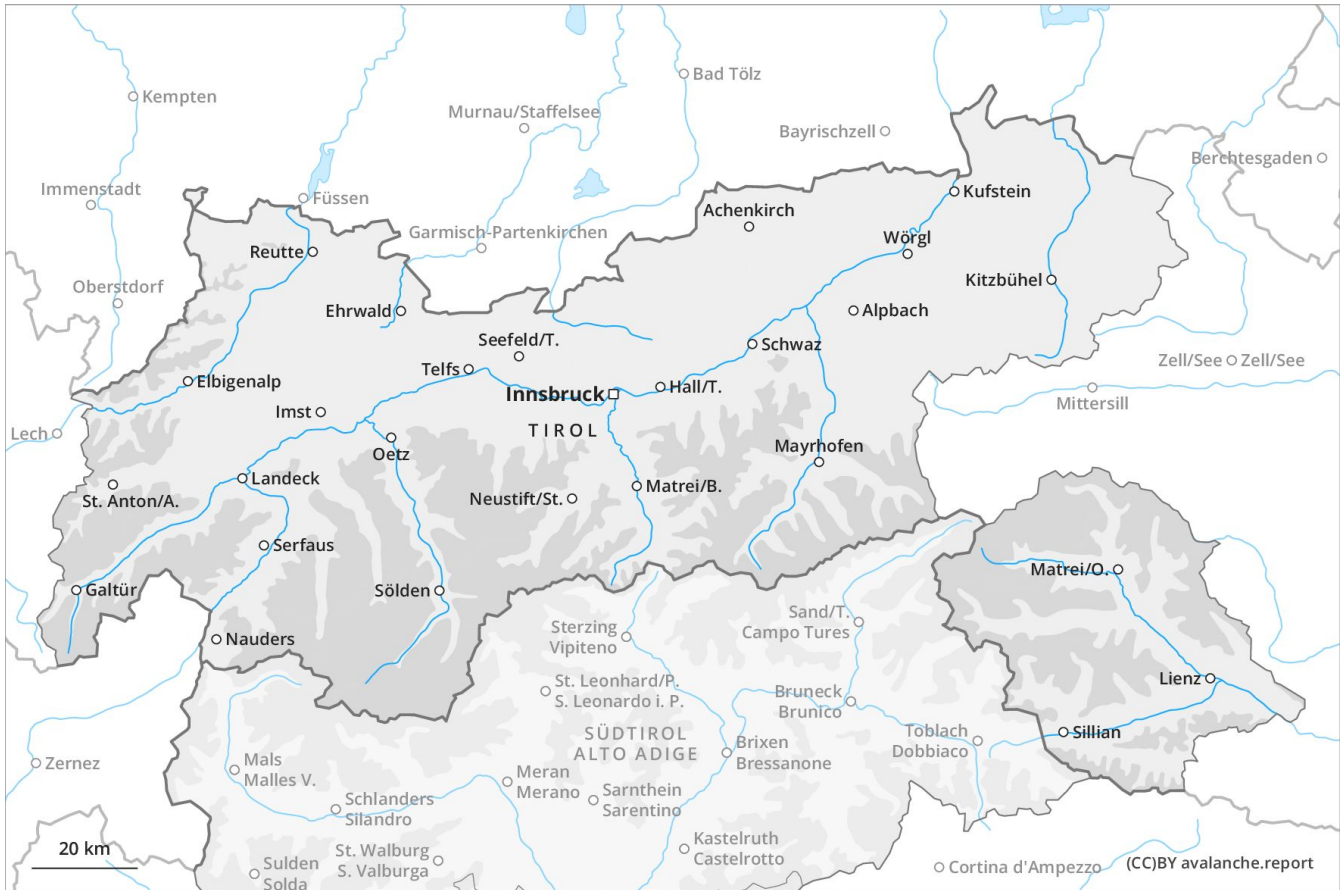 Kempten
Bad Tölz
Murnau/Staffelsee
Bayrischzell
Berchtesgaden
Immenstadt
Füssen
Kufstein
Achenkirch
Garmisch-Partenkirchen
Wörgl
Reutte
Kitzbühel
Oberstdorf
Ehrwald
Alpbach
Seefeld/T.
Schwaz
Zell/See
Zell/See
Telfs
Elbigenalp
Innsbruck
Hall/T.
Mittersill
Imst
Lech
TIROL
Oetz
Mayrhofen
Landeck
St. Anton/A.
Neustift/St.
Matrei/B.
Serfaus
Matrei/O.
Galtür
Sölden
Sand/T.
Campo Tures
Sterzing
Vipiteno
Nauders
Lienz
St. Leonhard/P.
S. Leonardo i. P.
Bruneck
Brunico
SÜDTIROL
ALTO ADIGE
Toblach
Dobbiaco
Sillian
Brixen
Bressanone
Zernez
Mals
Malles V.
Meran
Merano
Sarnthein
Sarentino
Schlanders
Silandro
20 km
St. Walburg
S. Valburga
Kastelruth
Castelrotto
Sulden
Solda
Cortina d'Ampezzo
(CC)BY avalanche.report